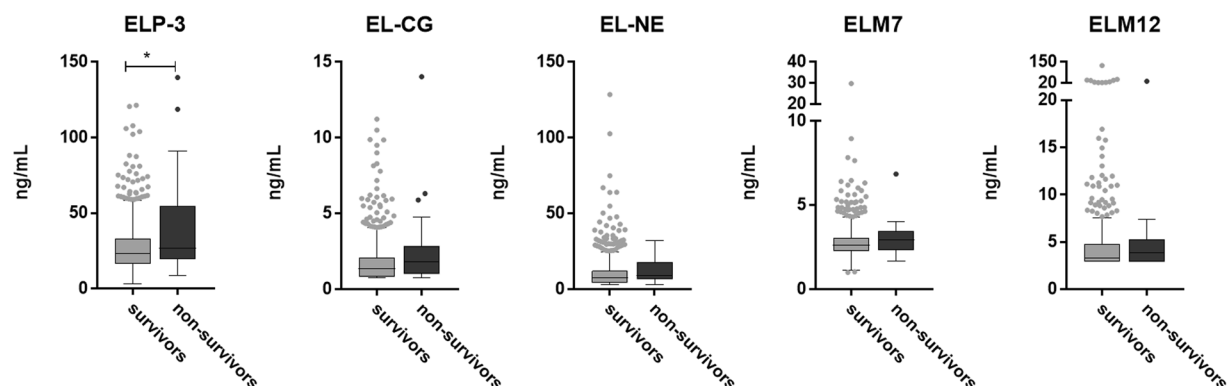 ELP-3
ng/mL
150
100
50
0
*
survivors
non-survivors
EL-CG
ng/mL
15
10
5
0
survivors
non-survivors
EL-NE
ng/mL
150
100
50
0
survivors
non-survivors
ELM7
ng/mL
40
30
20
10
5
0
survivors
non-survivors
ELM12
ng/mL
150
20
20
15
10
5
0
survivors
non-survivors